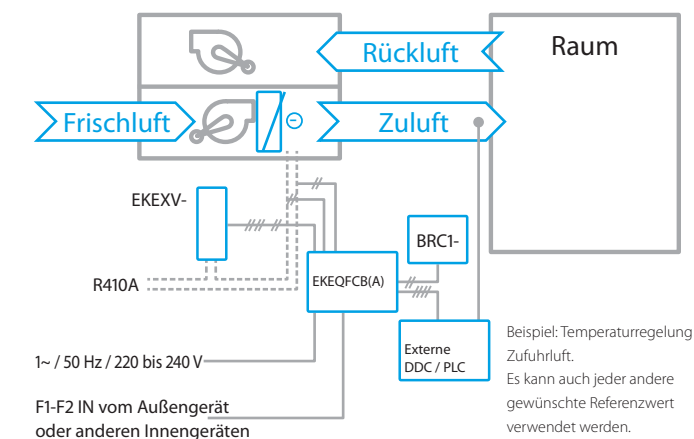 Rückluft
Raum
Frischluft
Zuluft
EKEXV-
BRC1-
R410A
EKEQFCB(A)
Externe
DDC / PLC
1~ / 50 Hz / 220 bis 240 V
F1-F2 IN vom Außengerät
oder anderen Innengeräten
Beispiel: Temperaturregelung
Zufuhrluft.
Es kann auch jeder andere
gewünschte Referenzwert
verwendet werden.